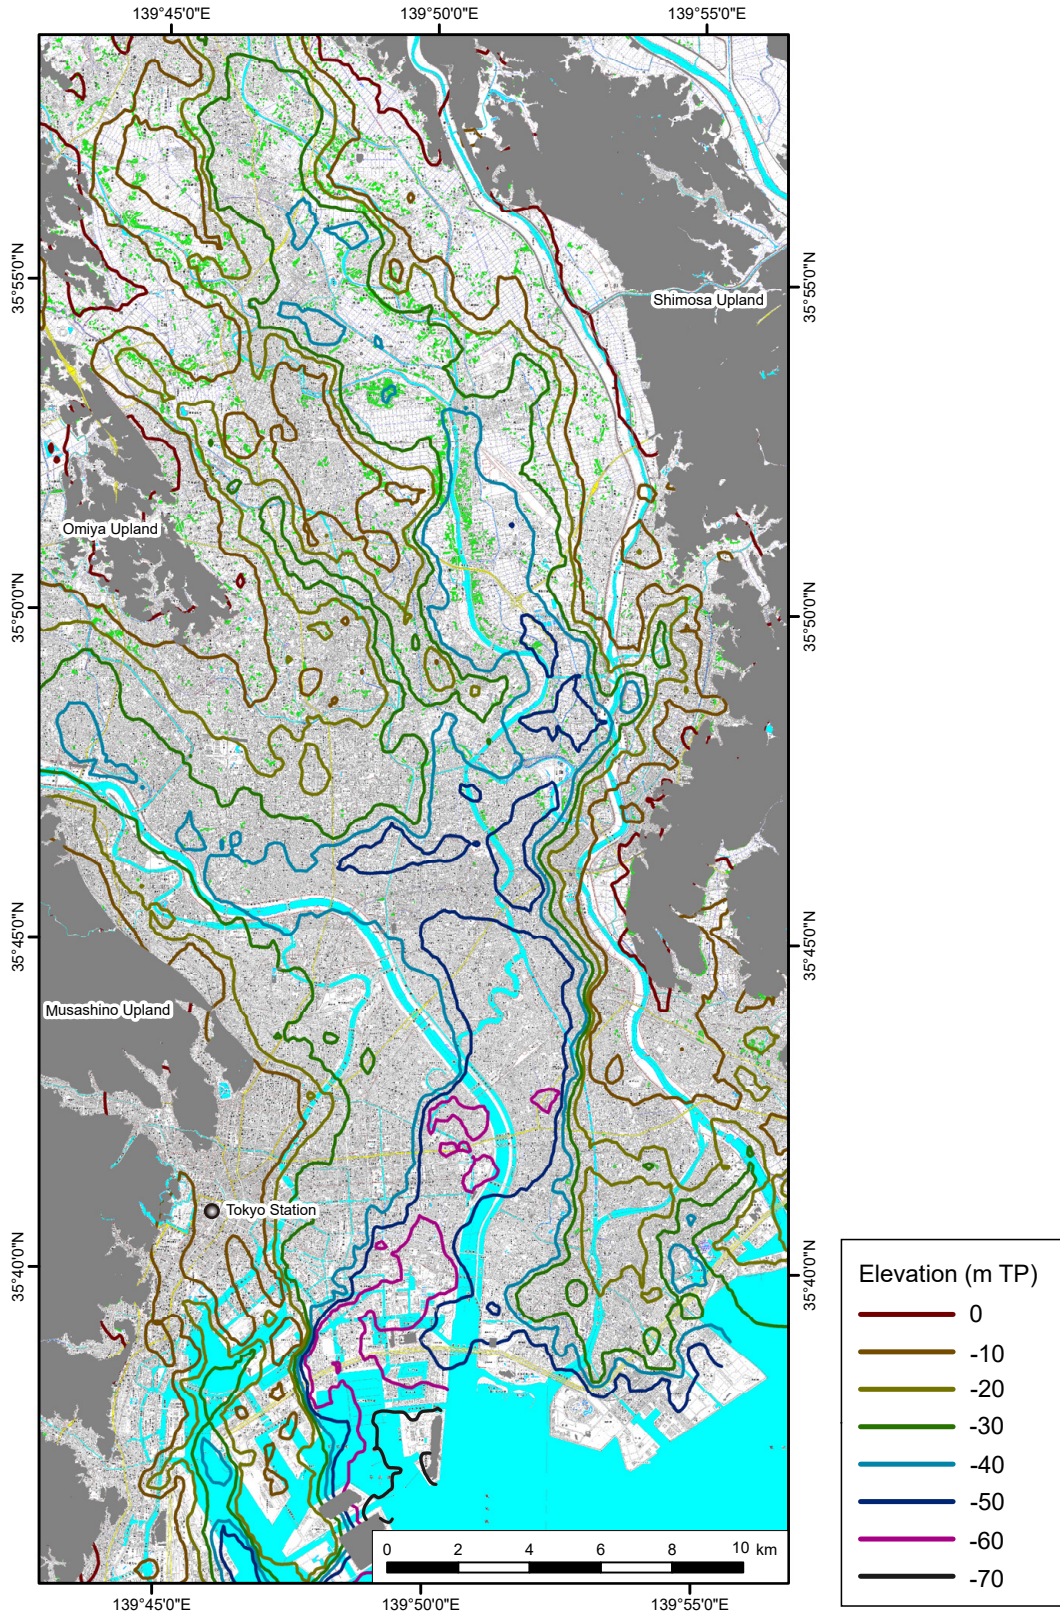 139°45'0"E
139°50'0"E
139°55'0"E
35°55'0"N
35°55'0"N
Shimosa Upland
Omiya Upland
35°50'0"N
35°50'0"N
35°45'0"N
35°45'0"N
Musashino Upland
Tokyo Station
35°40'0"N
35°40'0"N
Elevation (m TP)
0
-10
-20
-30
-40
-50
-60
-70
0 2 4 6 8 10 km
139°45'0"E
139°50'0"E
139°55'0"E